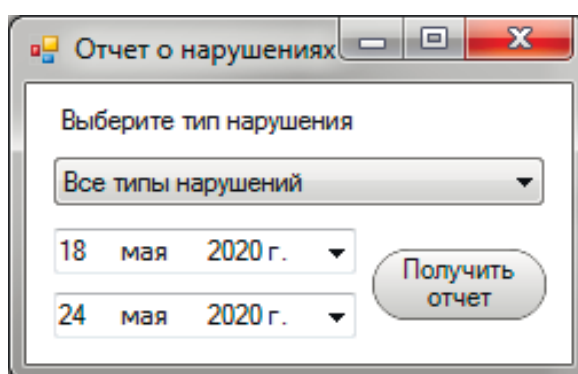 Отчет о нарушениях
Выберите тип нарушения
Все типы нарушений
18 мая 2020 г.
24 мая 2020 г.
Получить
отчет